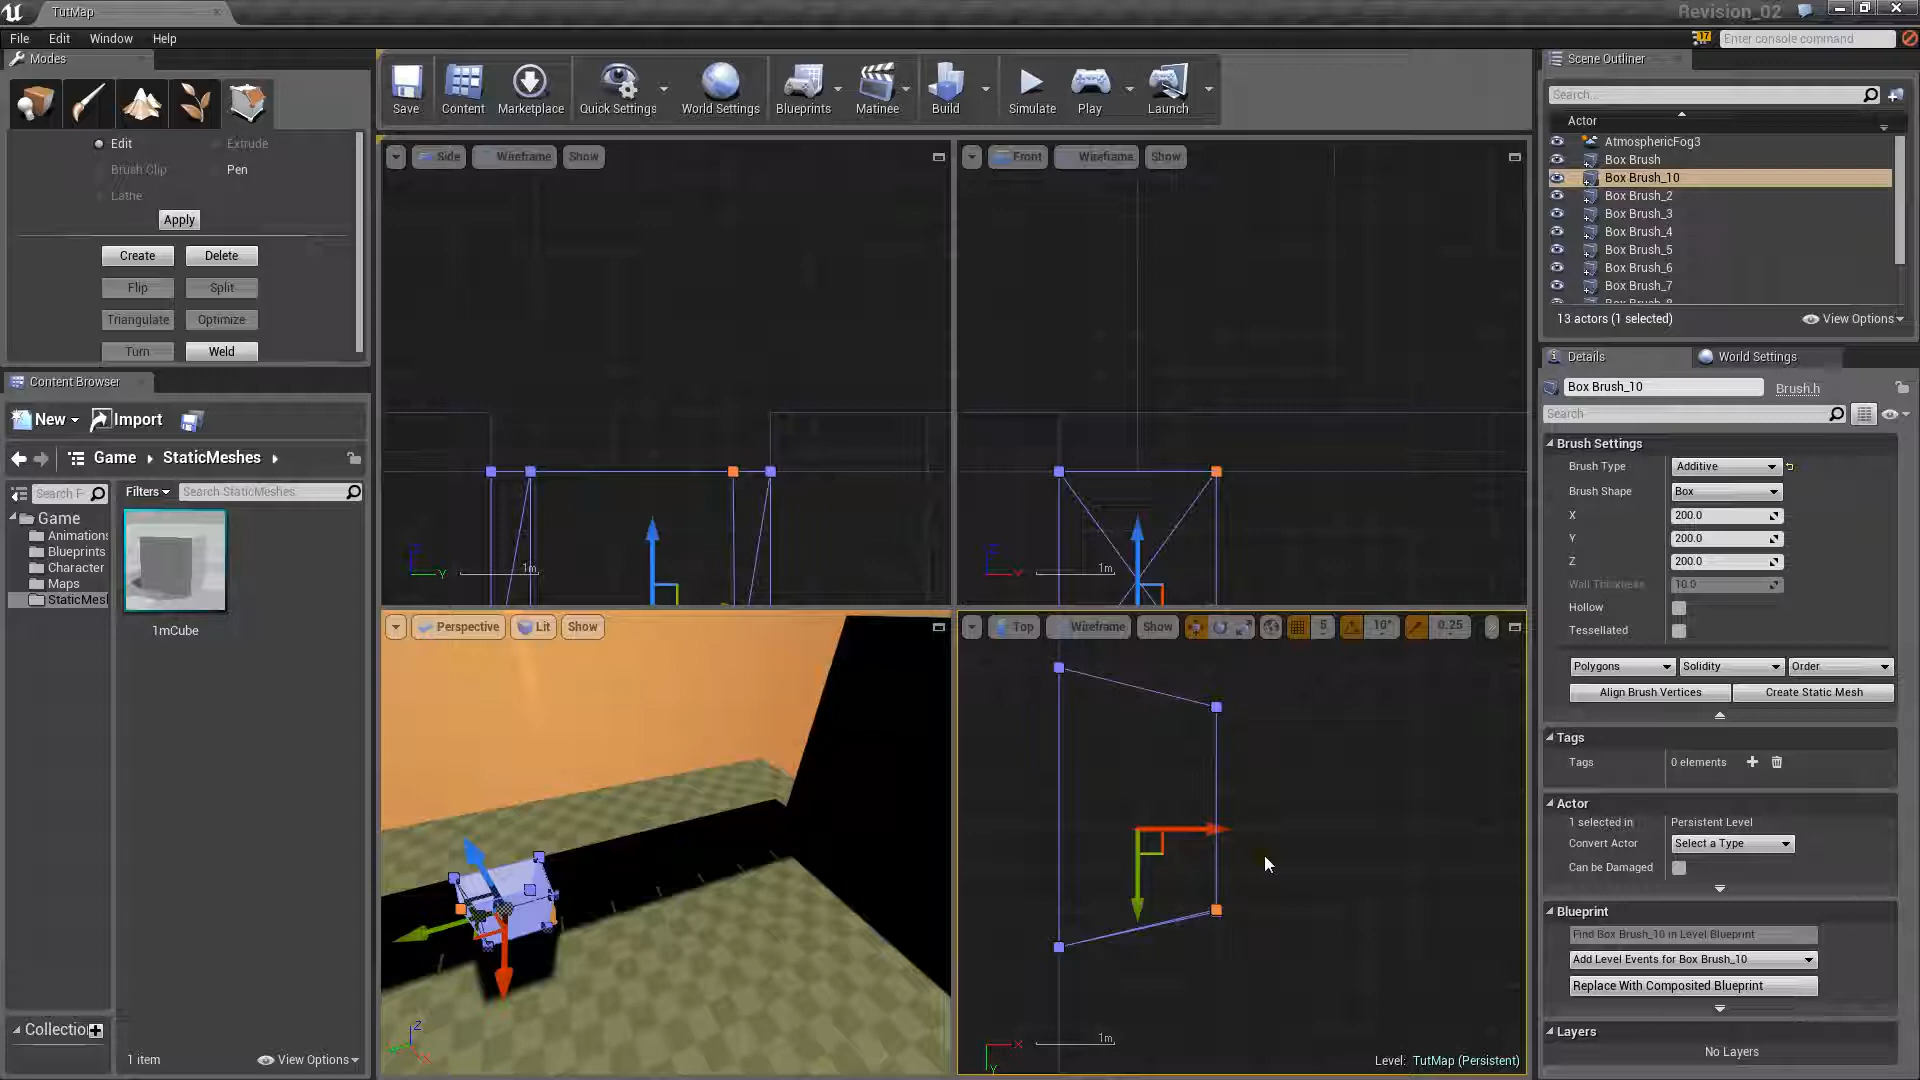 TutMap
Revision_02
File Edit Window Help
17
Enter console command
Modes
Edit
Extrude
Brush Clip
Pen
Lathe
Apply
Create
Delete
Flip
Split
Triangulate
Optimize
Turn
Weld
Save
Content
Marketplace
Quick Settings
World Settings
Blueprints
Matinee
Build
Simulate
Play
Launch
Side
Wireframe
Show
Z
Y
1m
Front
Wireframe
Show
1m
Content Browser
New
Import
Game
StaticMeshes
Search F
Filters
Search StaticMeshes
Game
Animations
Blueprints
Character
Maps
StaticMesh
1mCube
Collection
1 item
View Options
Perspective
Lit
Show
Z
X
Top
Wireframe
Show
5
10°
0.25
X
Y
1m
Level: TutMap (Persistent)
Scene Outliner
Search...
Actor
AtmosphericFog3
Box Brush
Box Brush_10
Box Brush_2
Box Brush_3
Box Brush_4
Box Brush_5
Box Brush_6
Box Brush_7
Box Brush_8
13 actors (1 selected)
View Options
Details
World Settings
Box Brush_10
Brush.h
Search
Brush Settings
Brush Type
Additive
Brush Shape
Box
X
200.0
Y
200.0
Z
200.0
Wall Thickness
10.0
Hollow
Tessellated
Polygons
Solidity
Order
Align Brush Vertices
Create Static Mesh
Tags
Tags
0 elements
Actor
1 selected in
Persistent Level
Convert Actor
Select a Type
Can be Damaged
Blueprint
Find Box Brush_10 in Level Blueprint
Add Level Events for Box Brush_10
Replace With Composited Blueprint
Layers
No Layers